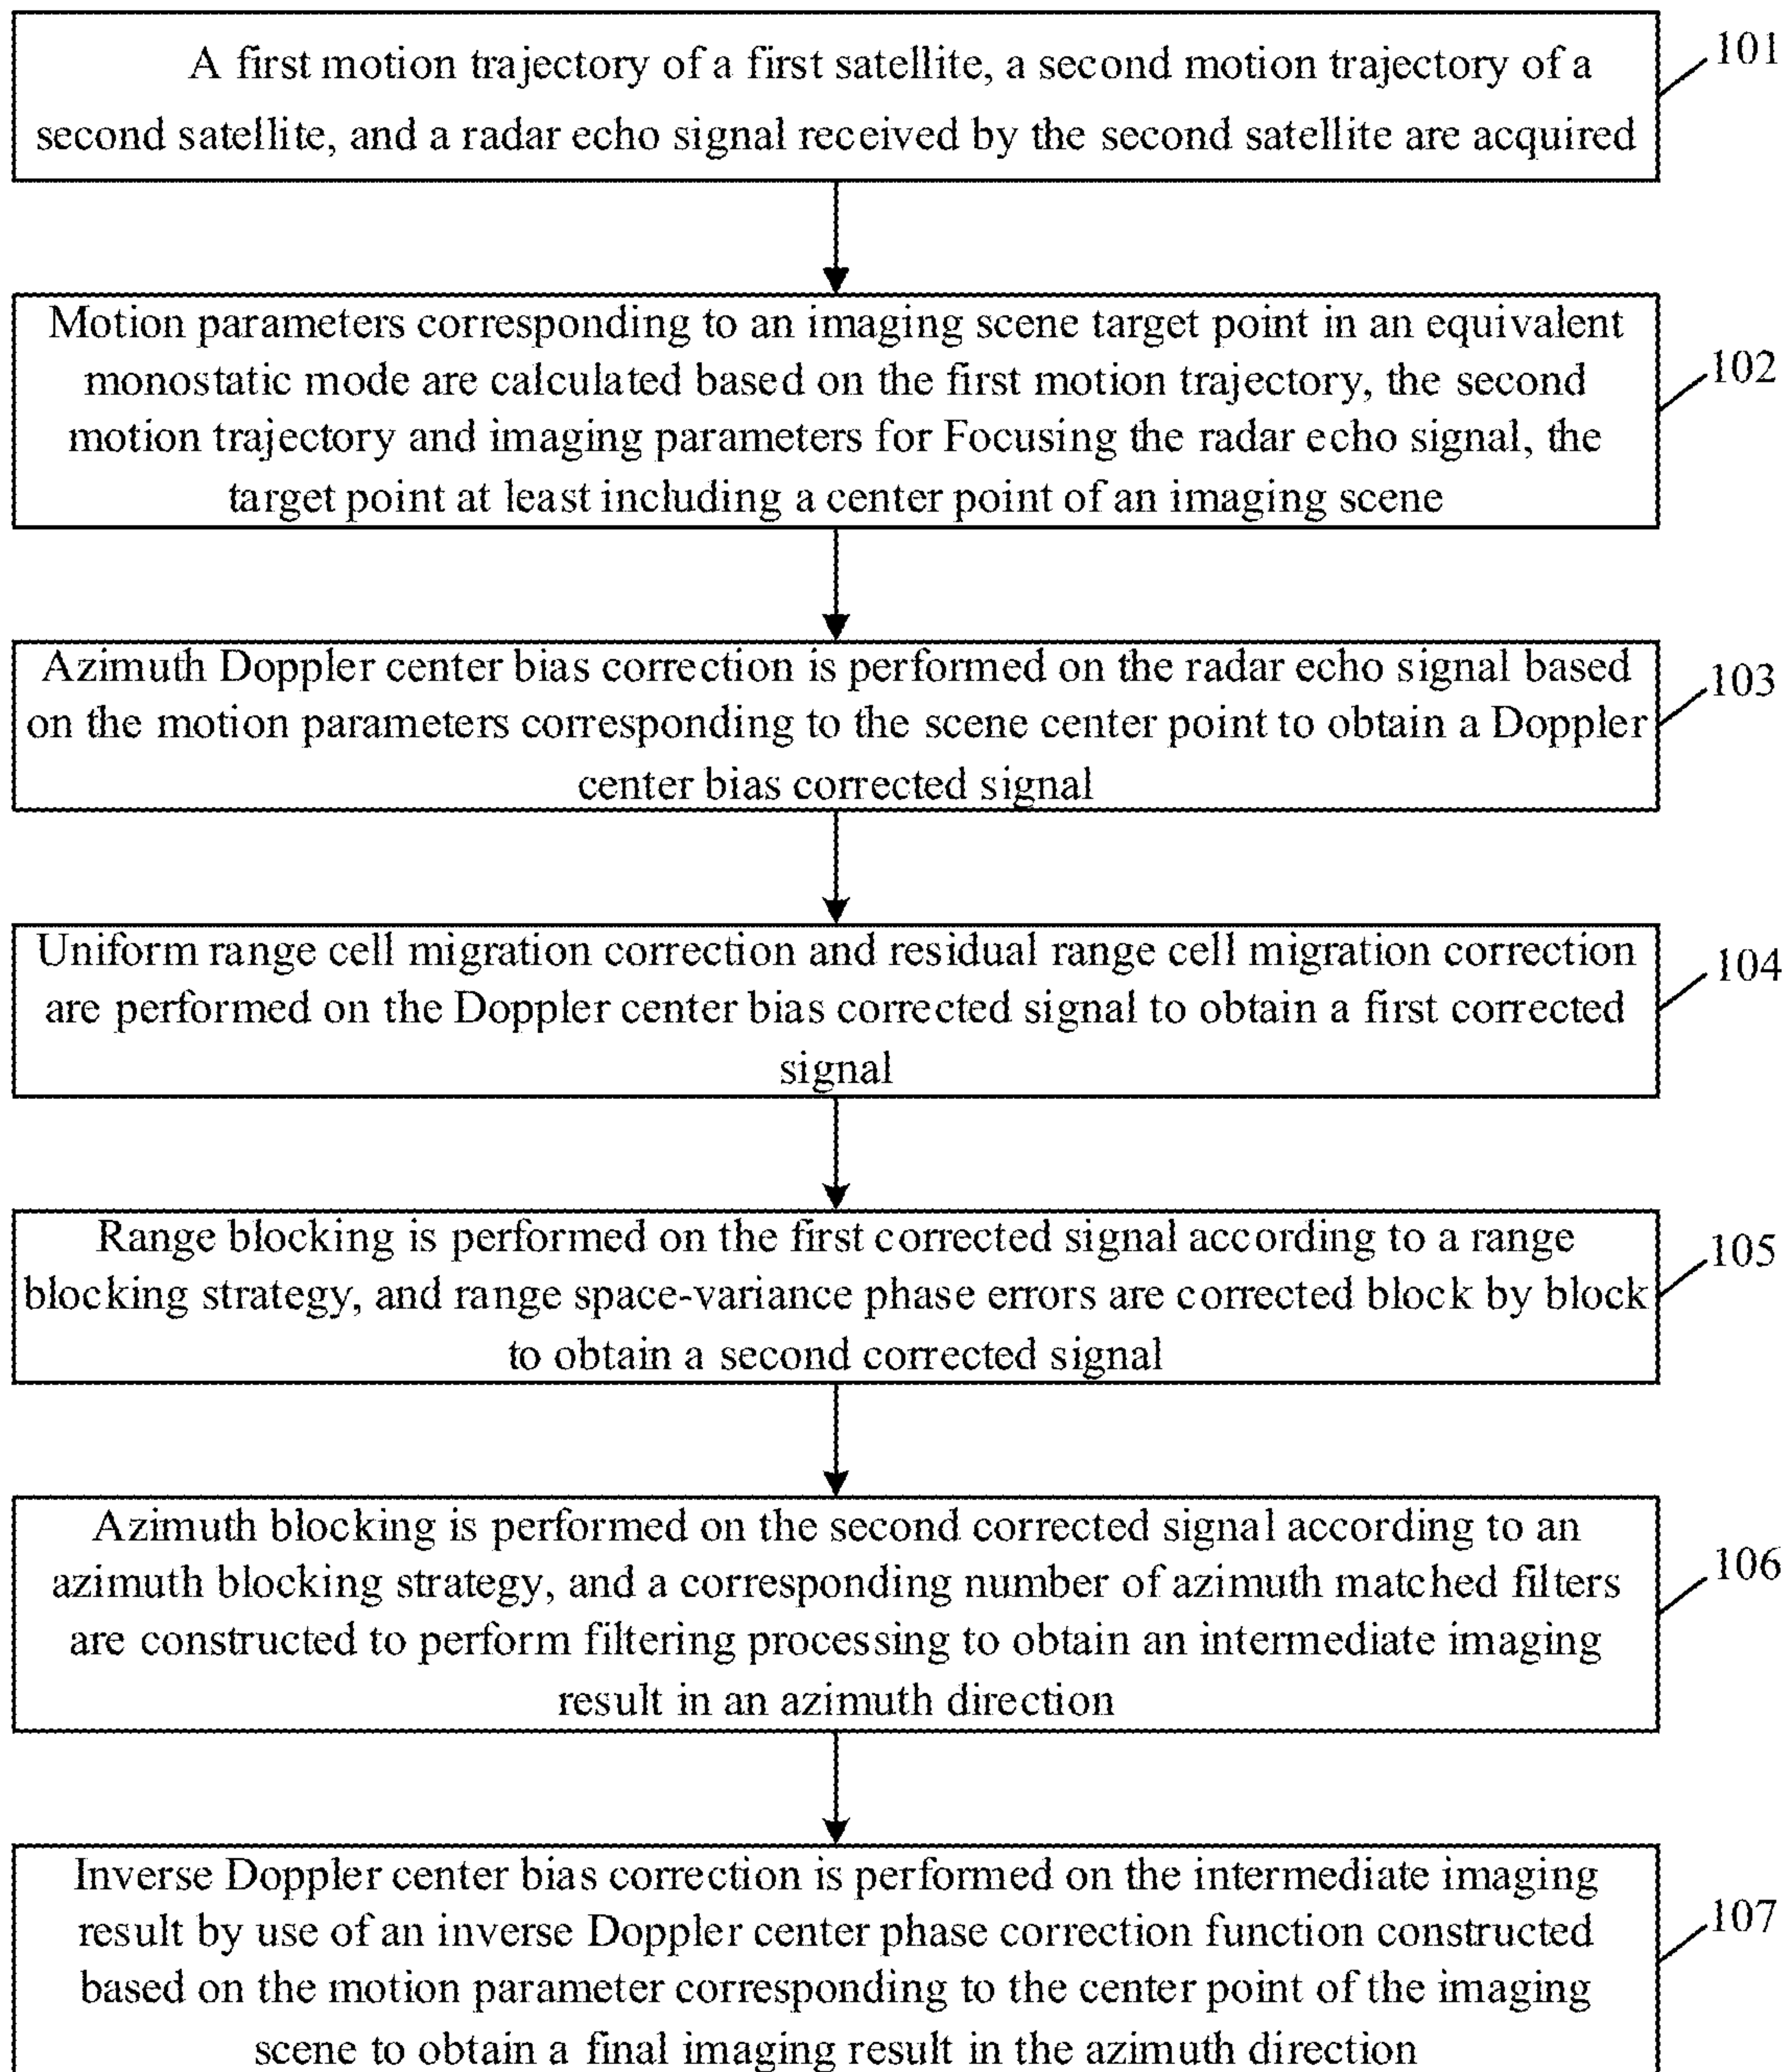 A first motion trajectory of a first satellite, a second motion trajectory of a
second satellite, and a radar echo signal received by the second satellite are acquired
101
Motion parameters corresponding to an imaging scene target point in an equivalent
monostatic mode are calculated based on the first motion trajectory, the second
motion trajectory and imaging parameters for Focusing the radar echo signal, the
target point at least including a center point of an imaging scene
102
Azimuth Doppler center bias correction is performed on the radar echo signal based
on the motion parameters corresponding to the scene center point to obtain a Doppler
center bias corrected signal
103
Uniform range cell migration correction and residual range cell migration correction
are performed on the Doppler center bias corrected signal to obtain a first corrected
signal
104
Range blocking is performed on the first corrected signal according to a range
blocking strategy, and range space-variance phase errors are corrected block by block
to obtain a second corrected signal
105
Azimuth blocking is performed on the second corrected signal according to an
azimuth blocking strategy, and a corresponding number of azimuth matched filters
are constructed to perform filtering processing to obtain an intermediate imaging
result in an azimuth direction
106
Inverse Doppler center bias correction is performed on the intermediate imaging
result by use of an inverse Doppler center phase correction function constructed
based on the motion parameter corresponding to the center point of the imaging
scene to obtain a final imaging result in the azimuth direction
107